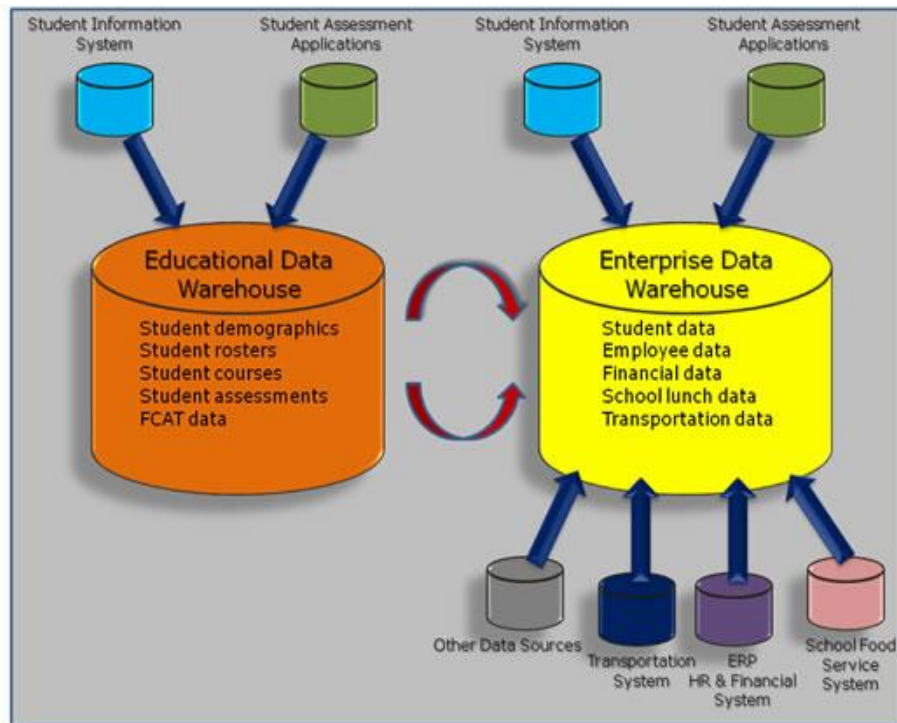 Student Information
System
Student Assessment
Applications
Student Information
System
Student Assessment
Applications
Educational Data
Warehouse
Student demographics
Student rosters
Student courses
Student assessments
FCAT data
Enterprise Data
Warehouse
Student data
Employee data
Financial data
School lunch data
Transportation data
Other Data Sources
Transportation
System
ERP
HR & Financial
System
School Food
Service
System